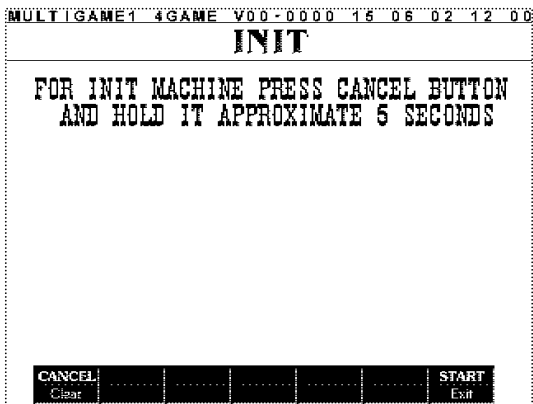 MULTIGAME1 4GAME V00-0000 15 06 02 12 00
INIT
FOR INIT MACHINE PRESS CANCEL BUTTON
AND HOLD IT APPROXIMATE 5 SECONDS
CANCEL START
Clear Exit